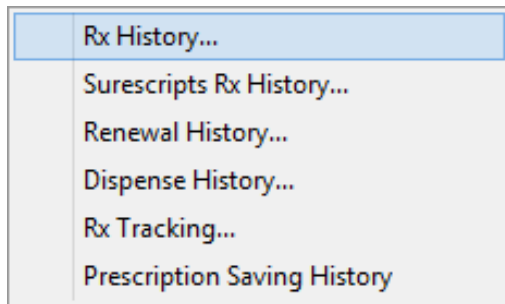 Rx History...
Surescripts Rx History...
Renewal History...
Dispense History...
Rx Tracking...
Prescription Saving History